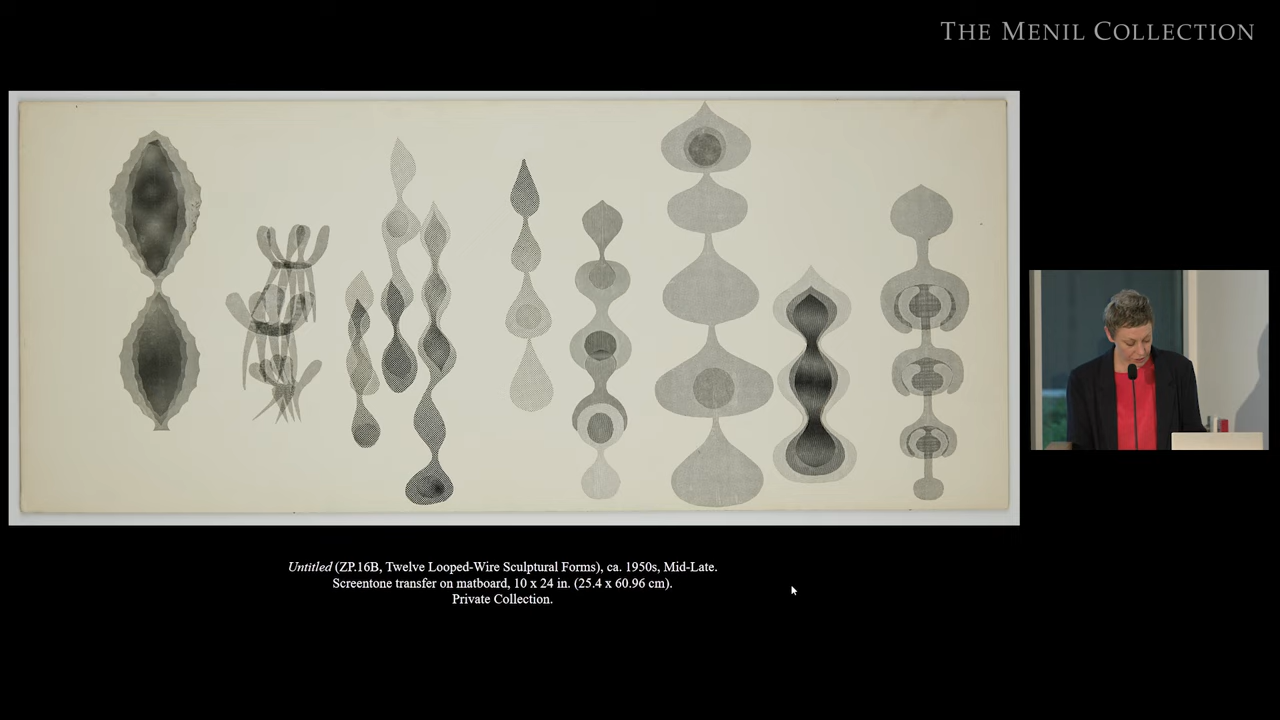 THE MENIL COLLECTION
Untitled (ZP.16B, Twelve Looped-Wire Sculptural Forms), ca. 1950s, Mid-Late.
Screentone transfer on matboard, 10 x 24 in. (25.4 x 60.96 cm).
Private Collection.